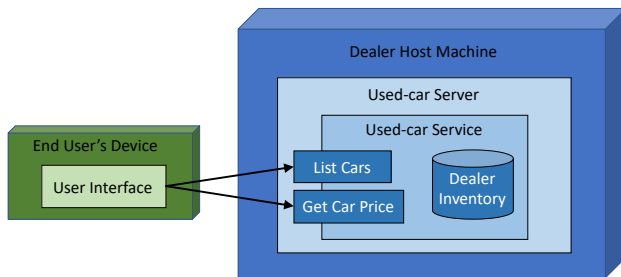 Dealer Host Machine
Used-car Server
Used-car Service
End User's Device
User Interface
List Cars
Get Car Price
Dealer
Inventory